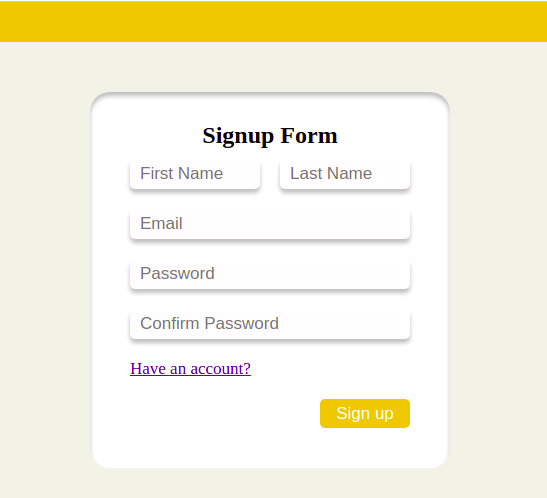 Signup Form
First Name Last Name
Email
Password
Confirm Password
Have an account?
Sign up